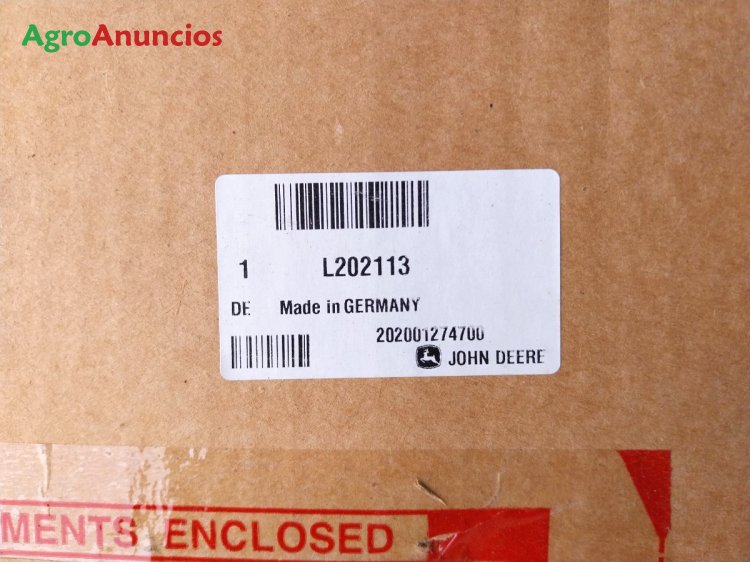 AgroAnuncios
1 L202113
DE Made in GERMANY
202001274700
JOHN DEERE
MENTS ENCLOSED